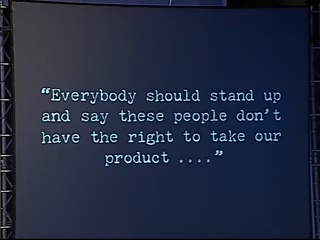 “Everybody should stand up
and say these people don’t
have the right to take our
product ....”